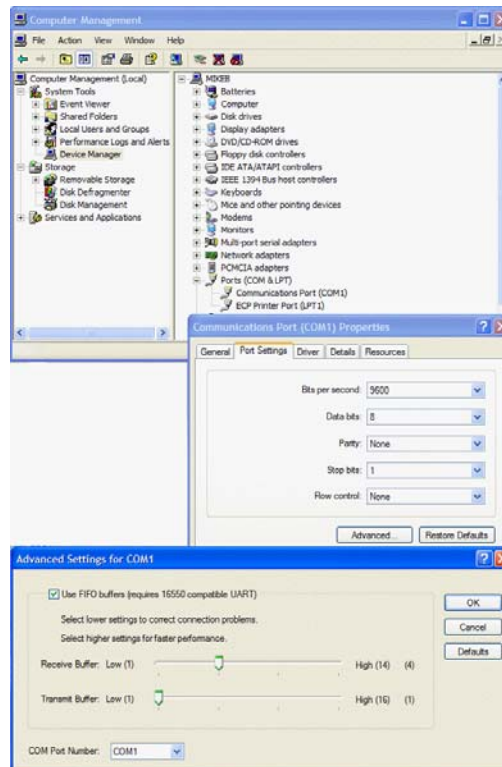 Computer Management
File Action View Window Help
Computer Management (Local)
System Tools
Event Viewer
Shared Folders
Local Users and Groups
Performance Logs and Alerts
Device Manager
Storage
Removable Storage
Disk Defragmenter
Disk Management
Services and Applications
MIKEB
Batteries
Computer
Disk drives
Display adapters
DVD/CD-ROM drives
Floppy disk controllers
IDE ATA/ATAPI controllers
IEEE 1394 Bus host controllers
Keyboards
Mice and other pointing devices
Modems
Monitors
Multi-port serial adapters
Network adapters
PCMCIA adapters
Ports (COM & LPT)
Communications Port (COM1)
ECP Printer Port (LPT1)
Communications Port (COM1) Properties
General Port Settings Driver Details Resources
Bits per second: 9600
Data bits: 8
Parity: None
Stop bits: 1
Flow control: None
Advanced... Restore Defaults
Advanced Settings for COM1
Use FIFO buffers (requires 16550 compatible UART)
OK
Select lower settings to correct connection problems.
Cancel
Select higher settings for faster performance.
Defaults
Receive Buffer: Low (1) High (14) (4)
Transmit Buffer: Low (1) High (16) (1)
COM Port Number: COM1